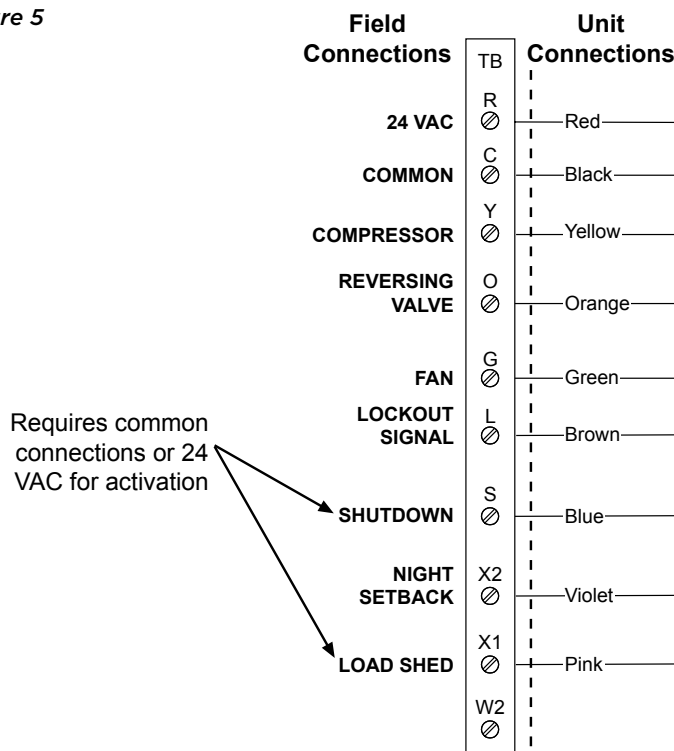 re 5
Field Connections
TB
Unit Connections
24 VAC
R
Red
COMMON
C
Black
COMPRESSOR
Y
Yellow
REVERSING
VALVE
O
Orange
FAN
G
Green
LOCKOUT
SIGNAL
L
Brown
Requires common
connections or 24
VAC for activation
SHUTDOWN
S
Blue
NIGHT
SETBACK
X2
Violet
LOAD SHED
X1
Pink
W2